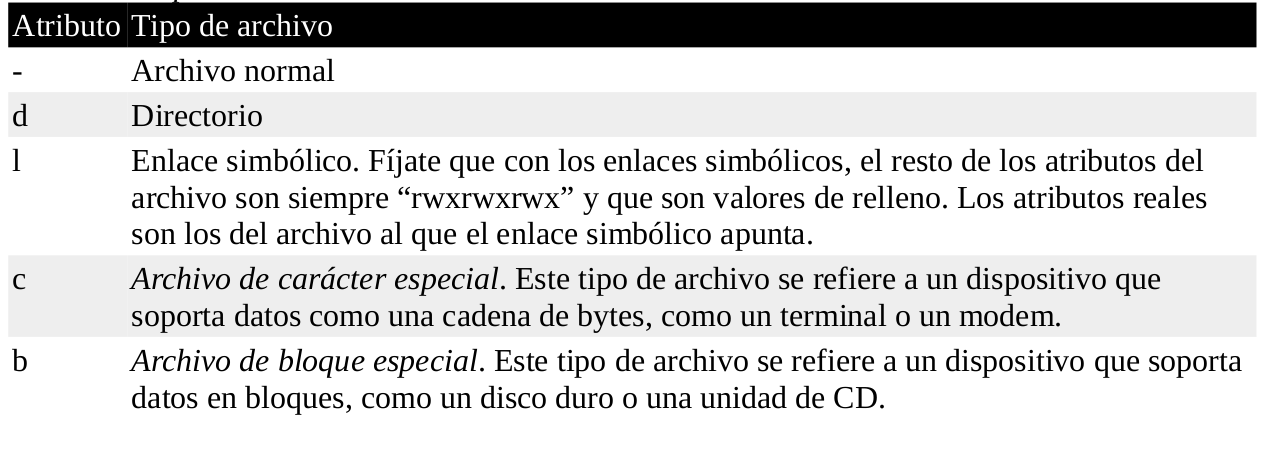 Atributo Tipo de archivo
- Archivo normal
d Directorio
l Enlace simbólico. Fíjate que con los enlaces simbólicos, el resto de los atributos del
archivo son siempre “rwxrwxrwx” y que son valores de relleno. Los atributos reales
son los del archivo al que el enlace simbólico apunta.
c Archivo de carácter especial. Este tipo de archivo se refiere a un dispositivo que
soporta datos como una cadena de bytes, como un terminal o un modem.
b Archivo de bloque especial. Este tipo de archivo se refiere a un dispositivo que soporta
datos en bloques, como un disco duro o una unidad de CD.